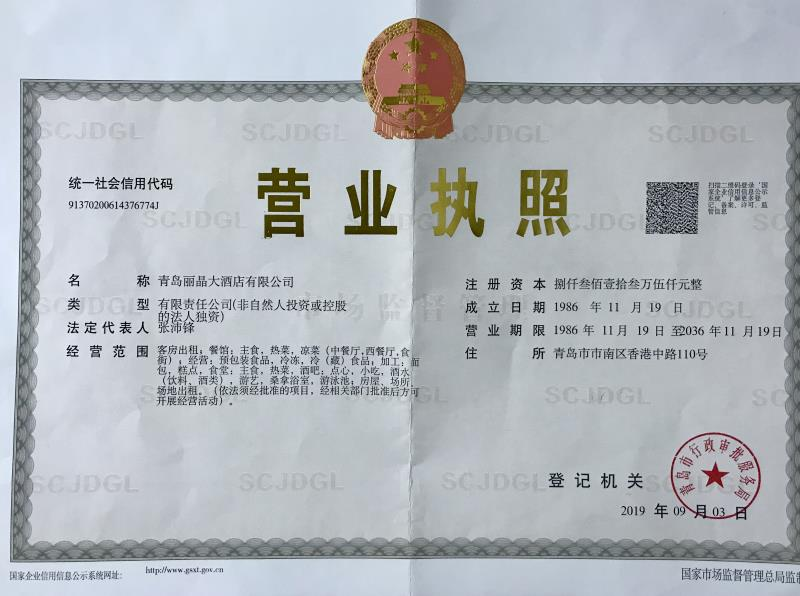 SCJDGL SCJDGL SCJDGL SCJDGL
营业执照
统一社会信用代码
91370200614376774J
扫描二维码登录‘国
家企业信用信息公示
系统’了解更多登
记、备案、许可、监
管信息
名 称 青岛丽晶大酒店有限公司
类 型 有限责任公司(非自然人投资或控股
的法人独资)
法定代表人 张沛锋
经营范围 客房出租；餐馆：主食，热菜，凉菜（中餐厅,西餐厅,食
街）；经营：预包装食品，冷冻，冷（藏）食品；加工：面
包，糕点，食堂：主食，热菜，酒吧：点心，小吃，酒水
（饮料、酒类），游艺，桑拿浴室，游泳池；房屋、场所、
场地出租。（依法须经批准的项目，经相关部门批准后方可
开展经营活动）。
注册资本 捌仟叁佰壹拾叁万伍仟元整
成立日期 1986 年 11 月 19 日
营业期限 1986 年 11 月 19 日 至2036 年 11 月 19日
住 所 青岛市市南区香港中路110号
市场监督管理
SCJDGL SCJDGL SCJDGL
登记机关
青岛市行政审批服务局
2019 年 09 月 03 日
国家企业信用信息公示系统网址:
http://www.gsxt.gov.cn
国家市场监督管理总局监制